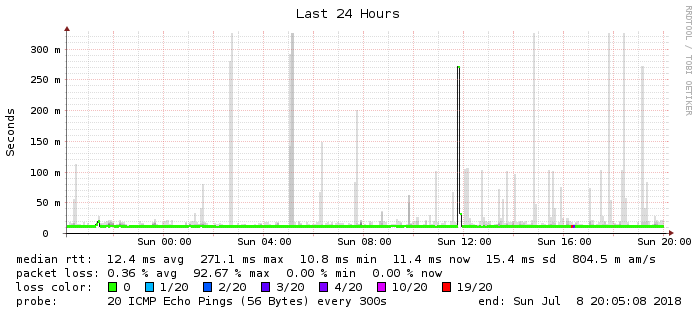 Last 24 Hours
RRDTOOL / TOBI OETIKER
Seconds
300 m
250 m
200 m
150 m
100 m
50 m
0
Sun 00:00 Sun 04:00 Sun 08:00 Sun 12:00 Sun 16:00 Sun 20:00
median rtt: 12.4 ms avg 271.1 ms max 10.8 ms min 11.4 ms now 15.4 ms sd 804.5 m am/s
packet loss: 0.36 % avg 92.67 % max 0.00 % min 0.00 % now
loss color: 0 1/20 2/20 3/20 4/20 10/20 19/20
probe: 20 ICMP Echo Pings (56 Bytes) every 300s end: Sun Jul 8 20:05:08 2018